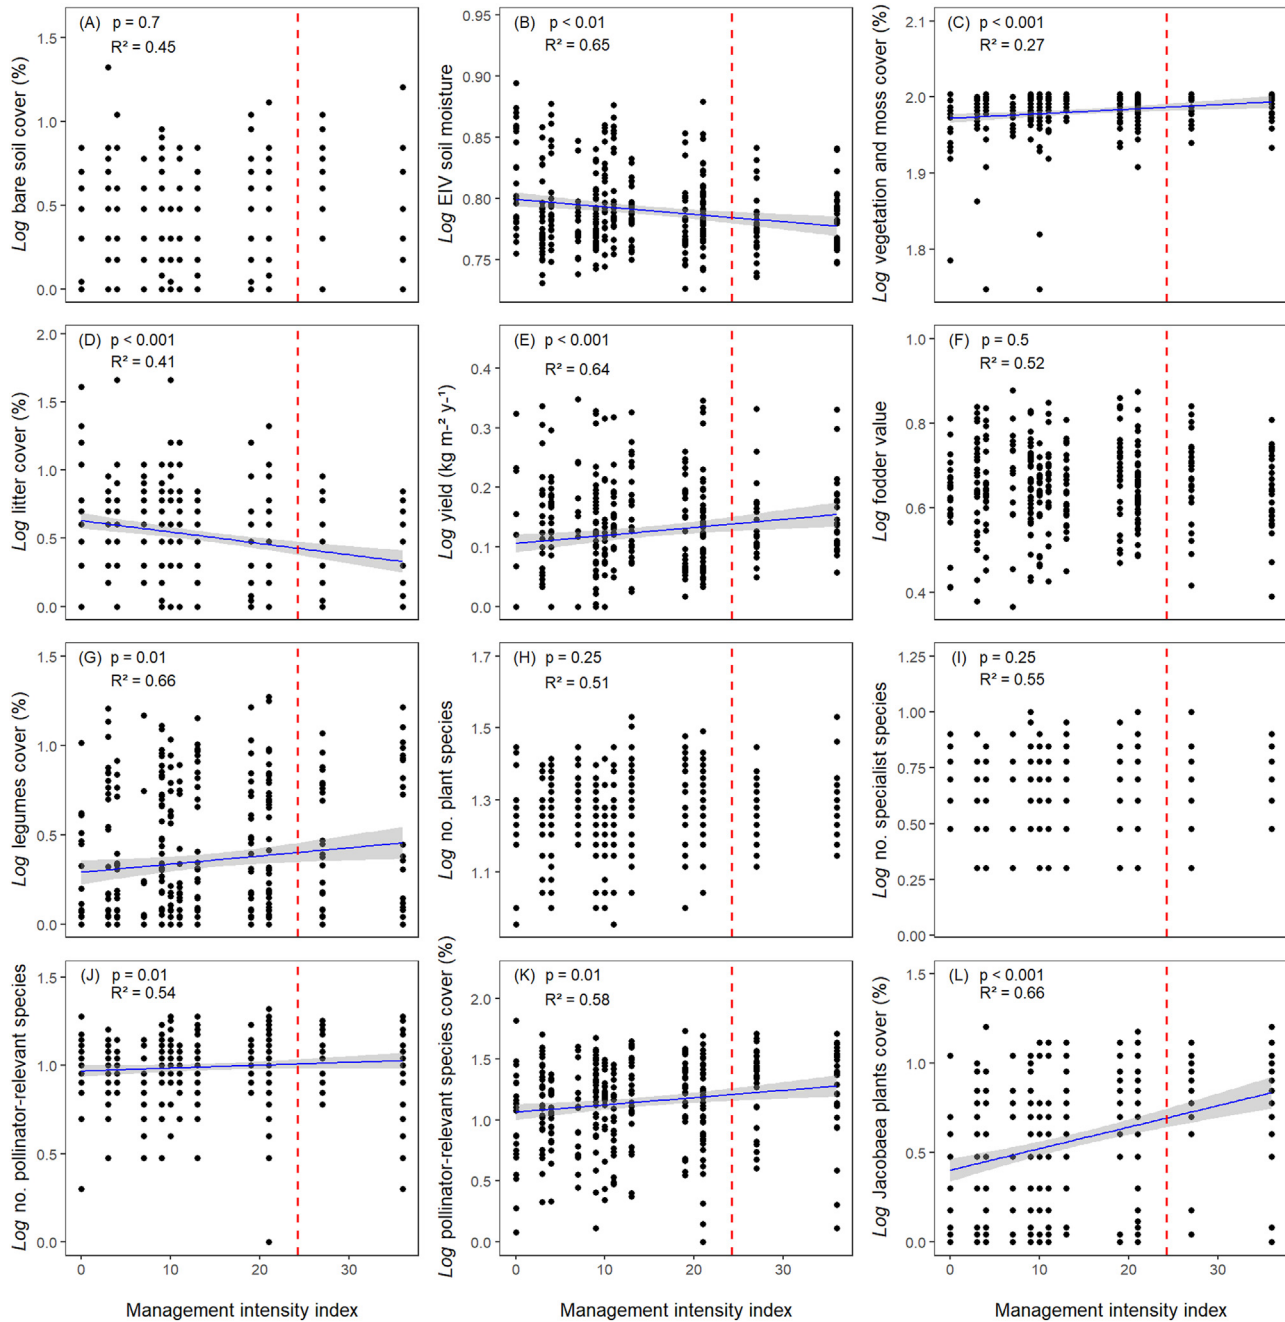 (A) p = 0.7
R² = 0.45
1.5
1.0
0.5
0.0
Log bare soil cover (%)
(B) p < 0.01
R² = 0.65
0.95
0.90
0.85
0.80
0.75
Log EIV soil moisture
(C) p < 0.001
R² = 0.27
2.1
2.0
1.9
1.8
Log vegetation and moss cover (%)
(D) p < 0.001
R² = 0.41
2.0
1.5
1.0
0.5
0.0
Log litter cover (%)
(E) p < 0.001
R² = 0.64
0.4
0.3
0.2
0.1
0.0
Log yield (kg m-² y-¹)
(F) p = 0.5
R² = 0.52
1.0
0.8
0.6
0.4
Log fodder value
(G) p = 0.01
R² = 0.66
1.5
1.0
0.5
0.0
Log legumes cover (%)
(H) p = 0.25
R² = 0.51
1.7
1.5
1.3
1.1
Log no. plant species
(I) p = 0.25
R² = 0.55
1.25
1.00
0.75
0.50
0.25
0.00
Log no. specialist species
(J) p = 0.01
R² = 0.54
1.5
1.0
0.5
0.0
Log no. pollinator-relevant species
0 10 20 30
Management intensity index
(K) p = 0.01
R² = 0.58
2.0
1.5
1.0
0.5
0.0
Log pollinator-relevant species cover (%)
0 10 20 30
Management intensity index
(L) p < 0.001
R² = 0.66
1.5
1.0
0.5
0.0
Log Jacobaea plants cover (%)
0 10 20 30
Management intensity index